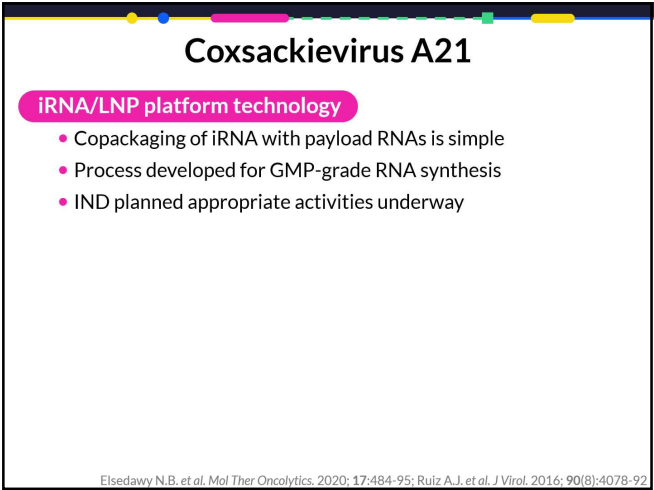 Coxsackievirus A21
iRNA/LNP platform technology
• Copackaging of iRNA with payload RNAs is simple
• Process developed for GMP-grade RNA synthesis
• IND planned appropriate activities underway
Elsedawy N.B. et al. Mol Ther Oncolytics. 2020; 17:484-95; Ruiz A.J. et al. J Virol. 2016; 90(8):4078-92